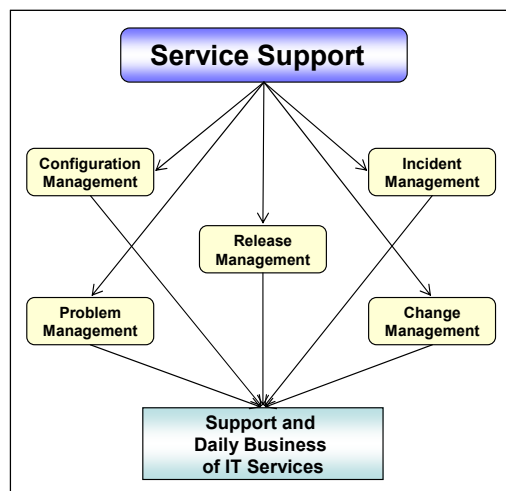 Service Support
Configuration
Management
Incident
Management
Release
Management
Problem
Management
Change
Management
Support and
Daily Business
of IT Services